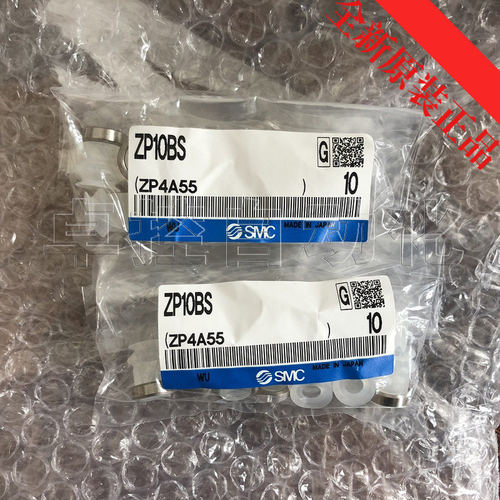 全新原装正品
ZP10BS
G
(ZP4A55 )
10
SMC
MADE IN JAPAN
ZP10BS
G
(ZP4A55 )
10
WU
SMC
MADE IN JAPAN